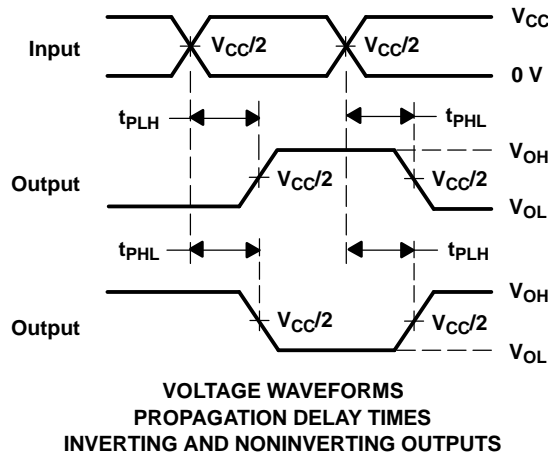 VCC
Input
VCC/2
VCC/2
0 V
tPLH
tPHL
VOH
Output
VCC/2
VCC/2
VOL
tPHL
tPLH
VOH
Output
VCC/2
VCC/2
VOL
VOLTAGE WAVEFORMS
PROPAGATION DELAY TIMES
INVERTING AND NONINVERTING OUTPUTS